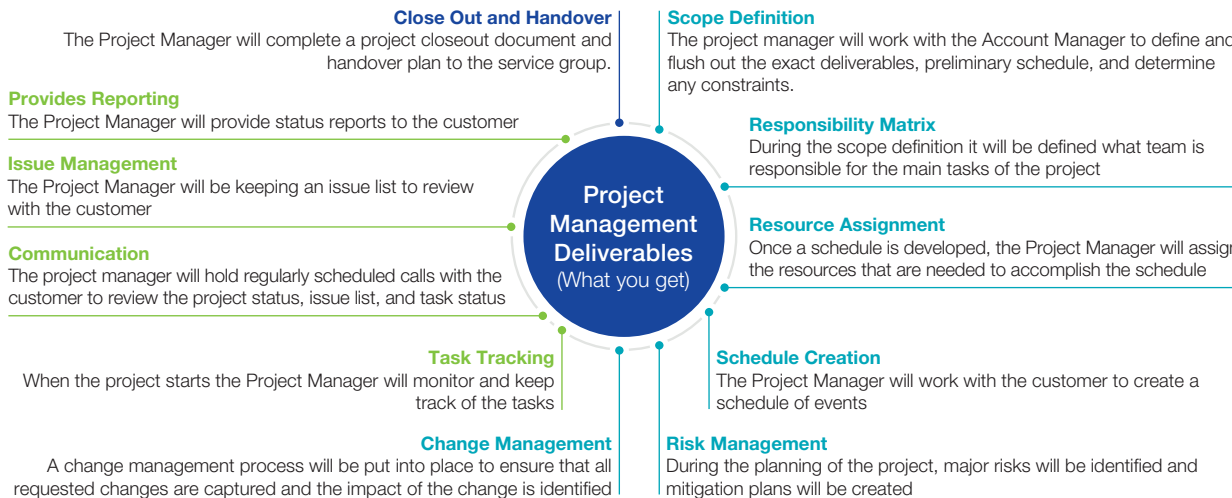 Close Out and Handover
The Project Manager will complete a project closeout document and
handover plan to the service group.
Scope Definition
The project manager will work with the Account Manager to define and
flush out the exact deliverables, preliminary schedule, and determine
any constraints.
Provides Reporting
The Project Manager will provide status reports to the customer
Responsibility Matrix
During the scope definition it will be defined what team is
responsible for the main tasks of the project
Issue Management
The Project Manager will be keeping an issue list to review
with the customer
Project
Management
Deliverables
(What you get)
Resource Assignment
Once a schedule is developed, the Project Manager will assign
the resources that are needed to accomplish the schedule
Communication
The project manager will hold regularly scheduled calls with the
customer to review the project status, issue list, and task status
Task Tracking
When the project starts the Project Manager will monitor and keep
track of the tasks
Schedule Creation
The Project Manager will work with the customer to create a
schedule of events
Change Management
A change management process will be put into place to ensure that all
requested changes are captured and the impact of the change is identified
Risk Management
During the planning of the project, major risks will be identified and
mitigation plans will be created